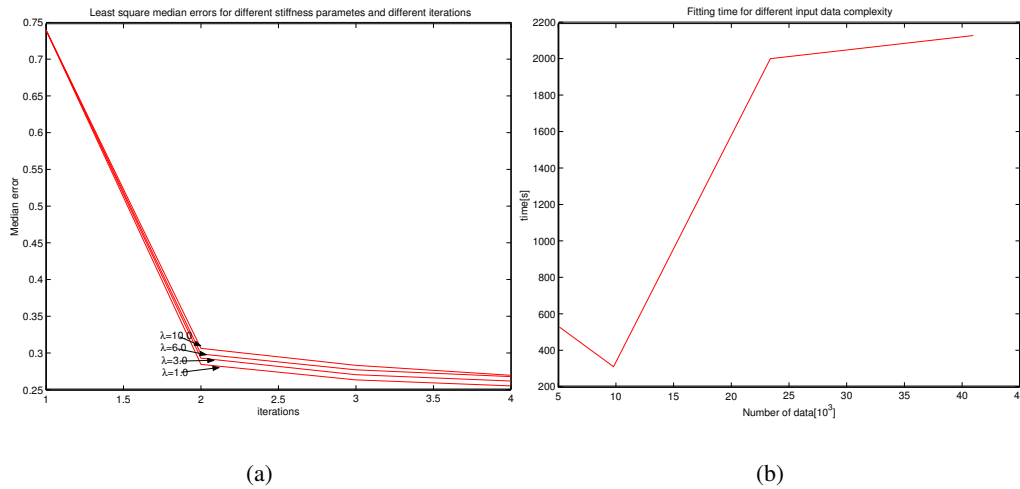 Least square median errors for different stiffness parametes and different iterations
0.75
0.7
0.65
0.6
0.55
0.5
0.45
0.4
0.35
0.3
0.25
Median error
λ=10.0
λ=6.0
λ=3.0
λ=1.0
1 1.5 2 2.5 3 3.5 4
iterations
(a)
Fitting time for different input data complexity
2200
2000
1800
1600
1400
1200
1000
800
600
400
200
time[s]
5 10 15 20 25 30 35 40 45
Number of data[10³]
(b)